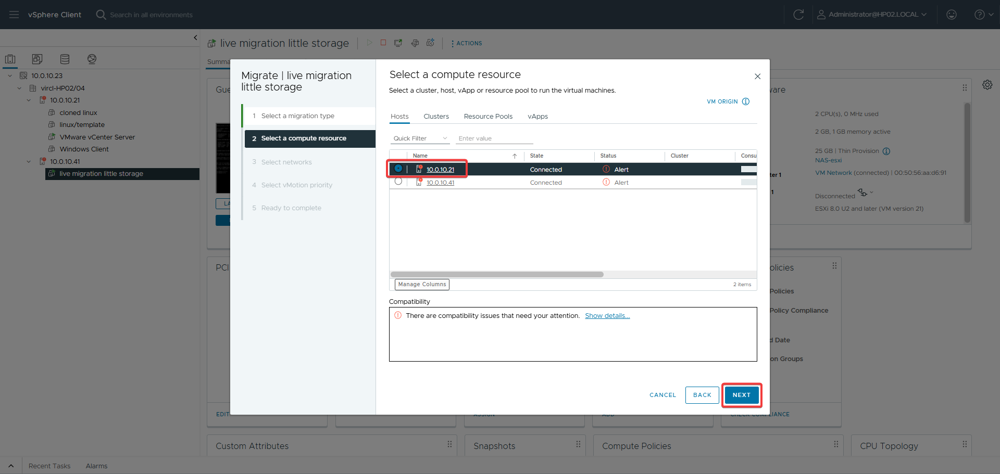 vSphere Client
Search in all environments
Administrator@HP02.LOCAL
live migration little storage
ACTIONS
10.0.10.23
vircl-HP02/04
10.0.10.21
cloned linux
linux/template
VMware vCenter Server
Windows Client
10.0.10.41
live migration little storage
Summa
Gue
LA
PCI
EDIT
Migrate | live migration
little storage
1 Select a migration type
2 Select a compute resource
3 Select networks
4 Select vMotion priority
5 Ready to complete
Select a compute resource
Select a cluster, host, vApp or resource pool to run the virtual machines.
VM ORIGIN
Hosts Clusters Resource Pools vApps
Quick Filter Enter value
Name State Status Cluster Consu
10.0.10.21 Connected Alert
10.0.10.41 Connected Alert
Manage Columns 2 items
Compatibility
There are compatibility issues that need your attention. Show details...
CANCEL BACK NEXT
ware
2 CPU(s), 0 MHz used
2 GB, 1 GB memory active
25 GB | Thin Provision
NAS-esxi
ter 1 VM Network (connected) | 00:50:56:aa:d6:91
1 Disconnected
ESXi 8.0 U2 and later (VM version 21)
olicies
Policies
Policy Compliance
d Date
on Groups
ASSIGN
ADD
CHECK COMPLIANCE
Custom Attributes
Snapshots
Compute Policies
CPU Topology
Recent Tasks Alarms